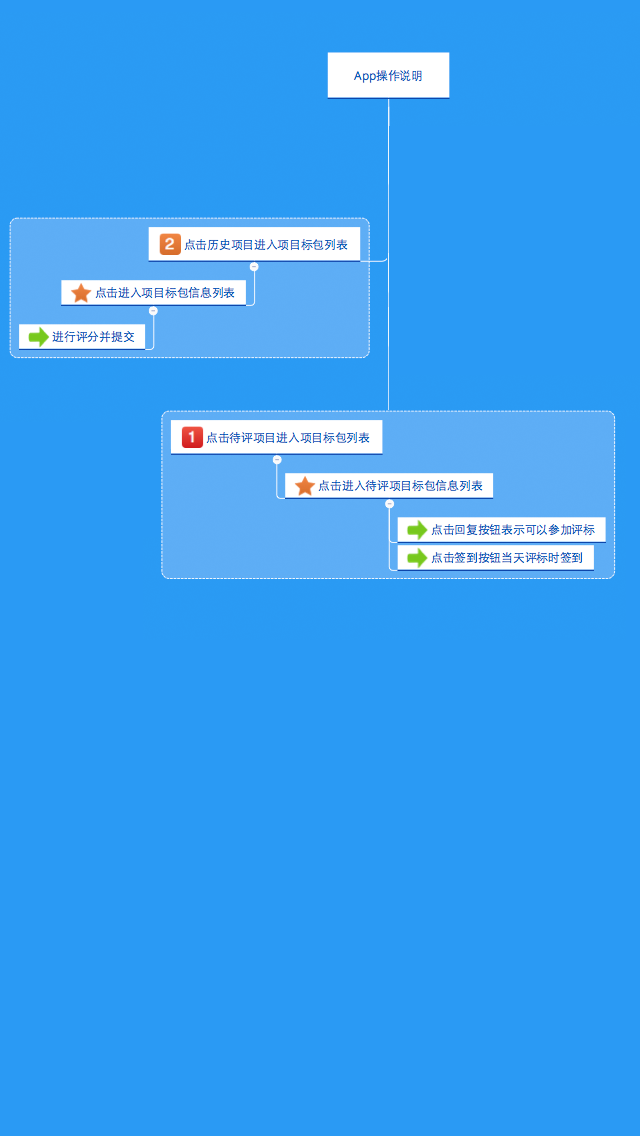 App操作说明
2 点击历史项目进入项目标包列表
点击进入项目标包信息列表
进行评分并提交
1 点击待评项目进入项目标包列表
点击进入待评项目标包信息列表
点击回复按钮表示可以参加评标
点击签到按钮当天评标时签到